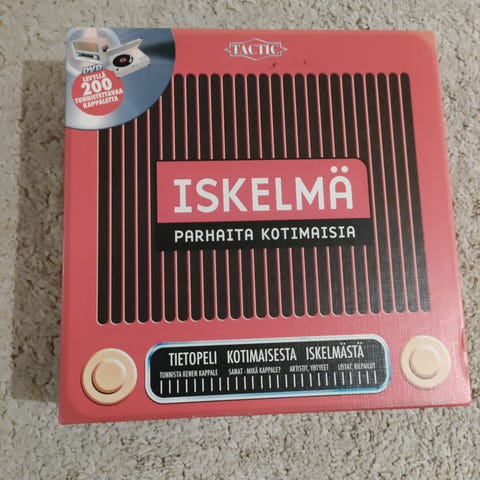 TACTIC
DVD
LEVYLLÄ
200
TUNNISTETTAVAA
KAPPALETTA
ISKELMÄ
PARHAITA KOTIMAISIA
TIETOPELI KOTIMAISESTA ISKELMÄSTÄ
TUNNISTA KENEN KAPPALE SANAT - MIKÄ KAPPALE? ARTISTIT, YHTYEET LISTAT, KILPAILUT